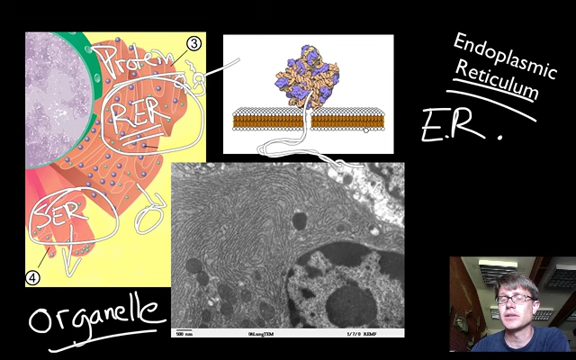 ③
Protein
RER
SER
④
Organelle
Endoplasmic
Reticulum
E.R.
500 nm